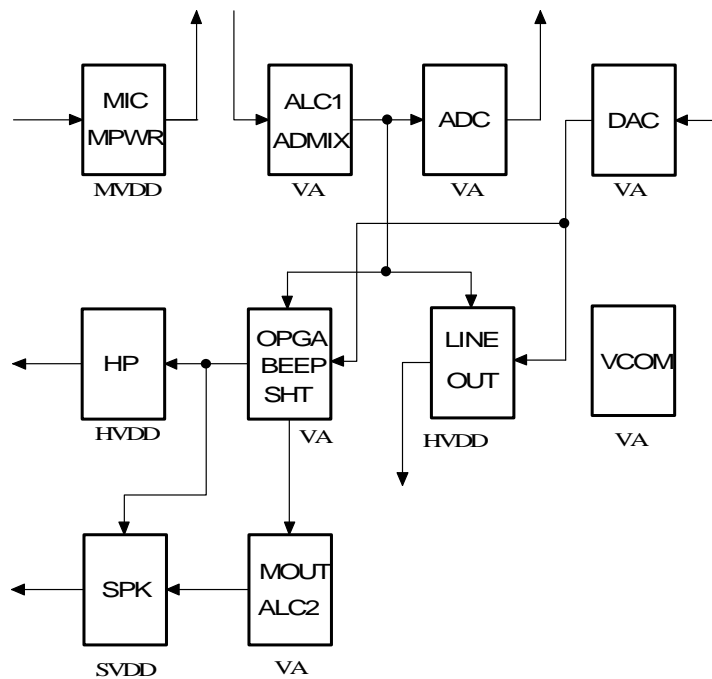 MIC
MPWR
MVDD
ALC1
ADMIX
VA
ADC
VA
DAC
VA
HP
HVDD
OPGA
BEEP
SHT
VA
LINE
OUT
HVDD
VCOM
VA
SPK
SVDD
MOUT
ALC2
VA